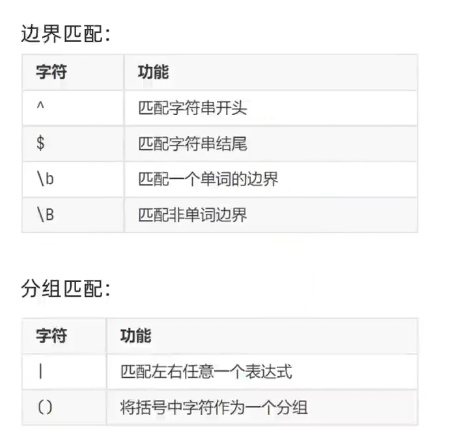 边界匹配：
字符 功能
^ 匹配字符串开头
$ 匹配字符串结尾
\b 匹配一个单词的边界
\B 匹配非单词边界
分组匹配：
字符 功能
| 匹配左右任意一个表达式
() 将括号中字符作为一个分组